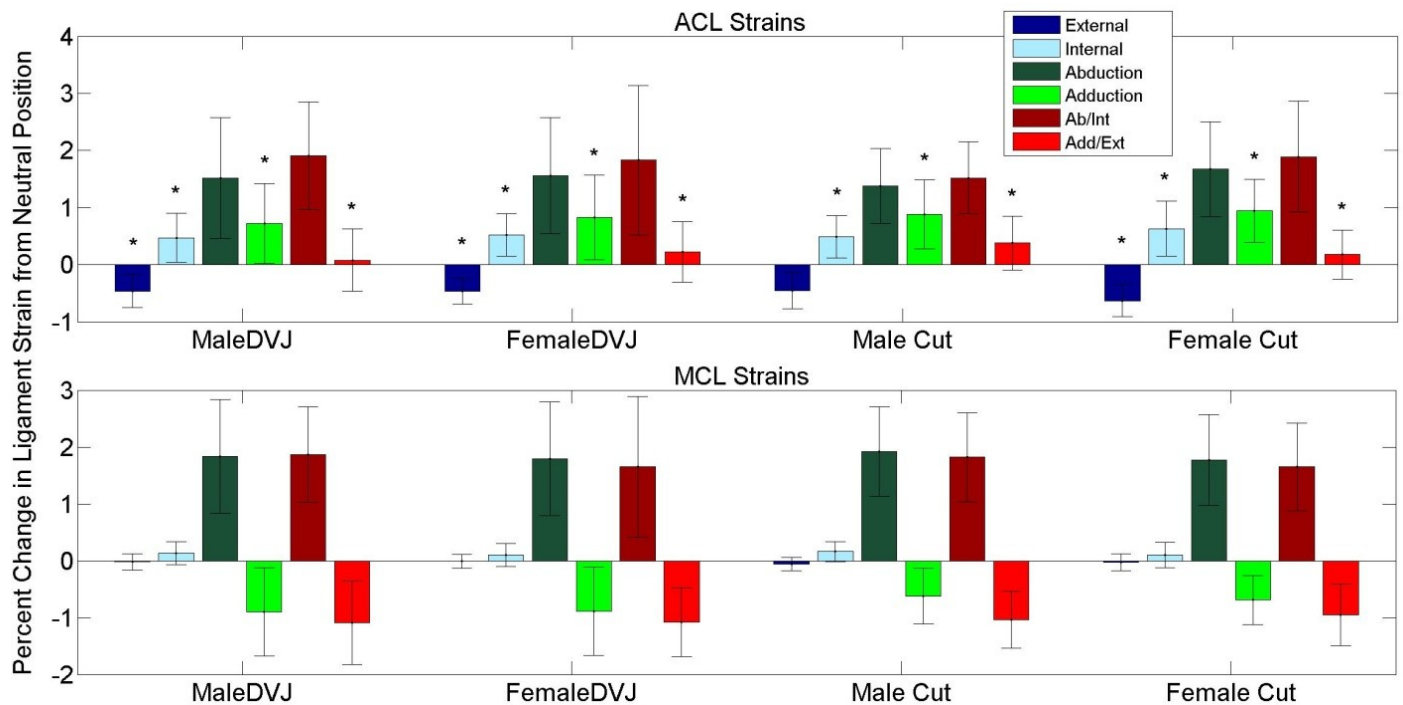 ACL Strains
Percent Change in Ligament Strain from Neutral Position
4
3
2
1
0
-1
External
Internal
Abduction
Adduction
Ab/Int
Add/Ext
* * * *
* * * *
* * *
* * * *
MaleDVJ FemaleDVJ Male Cut Female Cut
MCL Strains
3
2
1
0
-1
-2
MaleDVJ FemaleDVJ Male Cut Female Cut